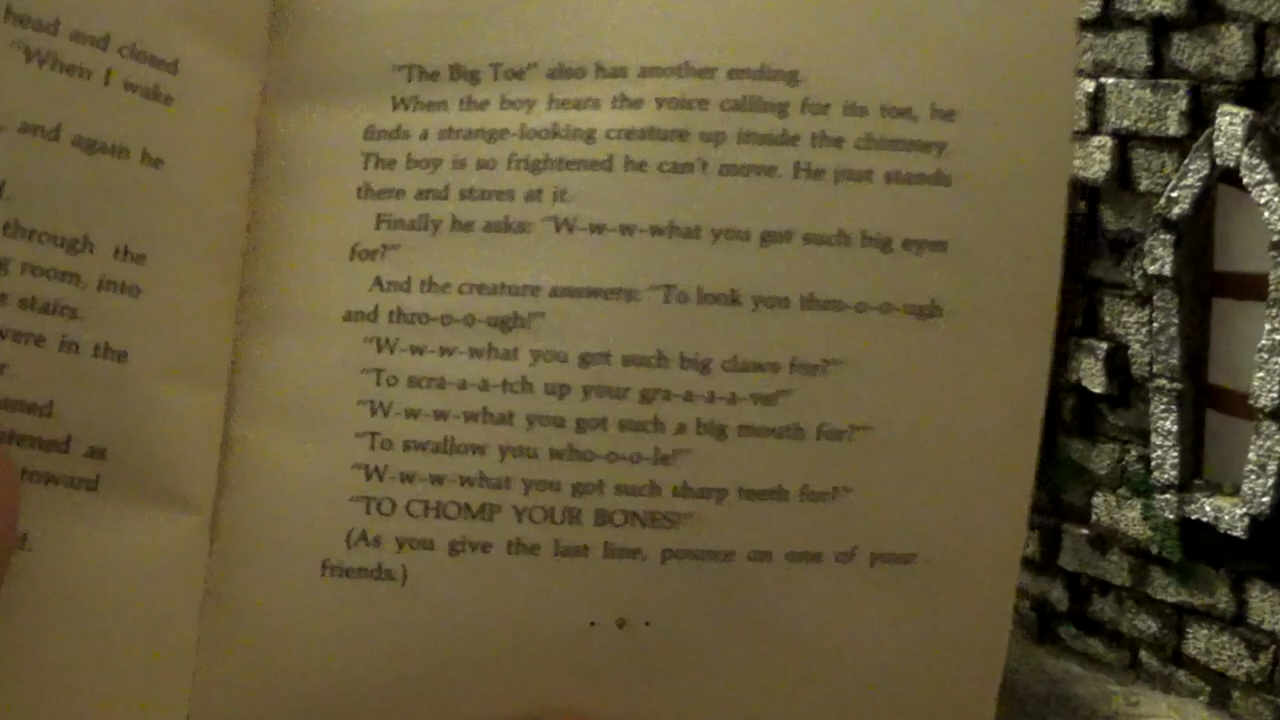 head and closed
"When I wake
and again he
through the
room, into
stairs.
were in the
as
toward
"The Big Toe" also has another ending.
When the boy hears the voice calling for its toe, he
finds a strange-looking creature up inside the chimney.
The boy is so frightened he can't move. He just stands
there and stares at it.
Finally he asks: "W-w-w-what you got such big eyes
for?"
And the creature answers: "To look you thro-o-o-ugh
and thro-o-o-ugh!"
"W-w-w-what you got such big claws for?"
"To scra-a-a-tch up your gra-a-a-a-ve!"
"W-w-w-what you got such a big mouth for?"
"To swallow you who-o-o-le!"
"W-w-w-what you got such sharp teeth for?"
"TO CHOMP YOUR BONES!"
(As you give the last line, pounce on one of your
friends.)